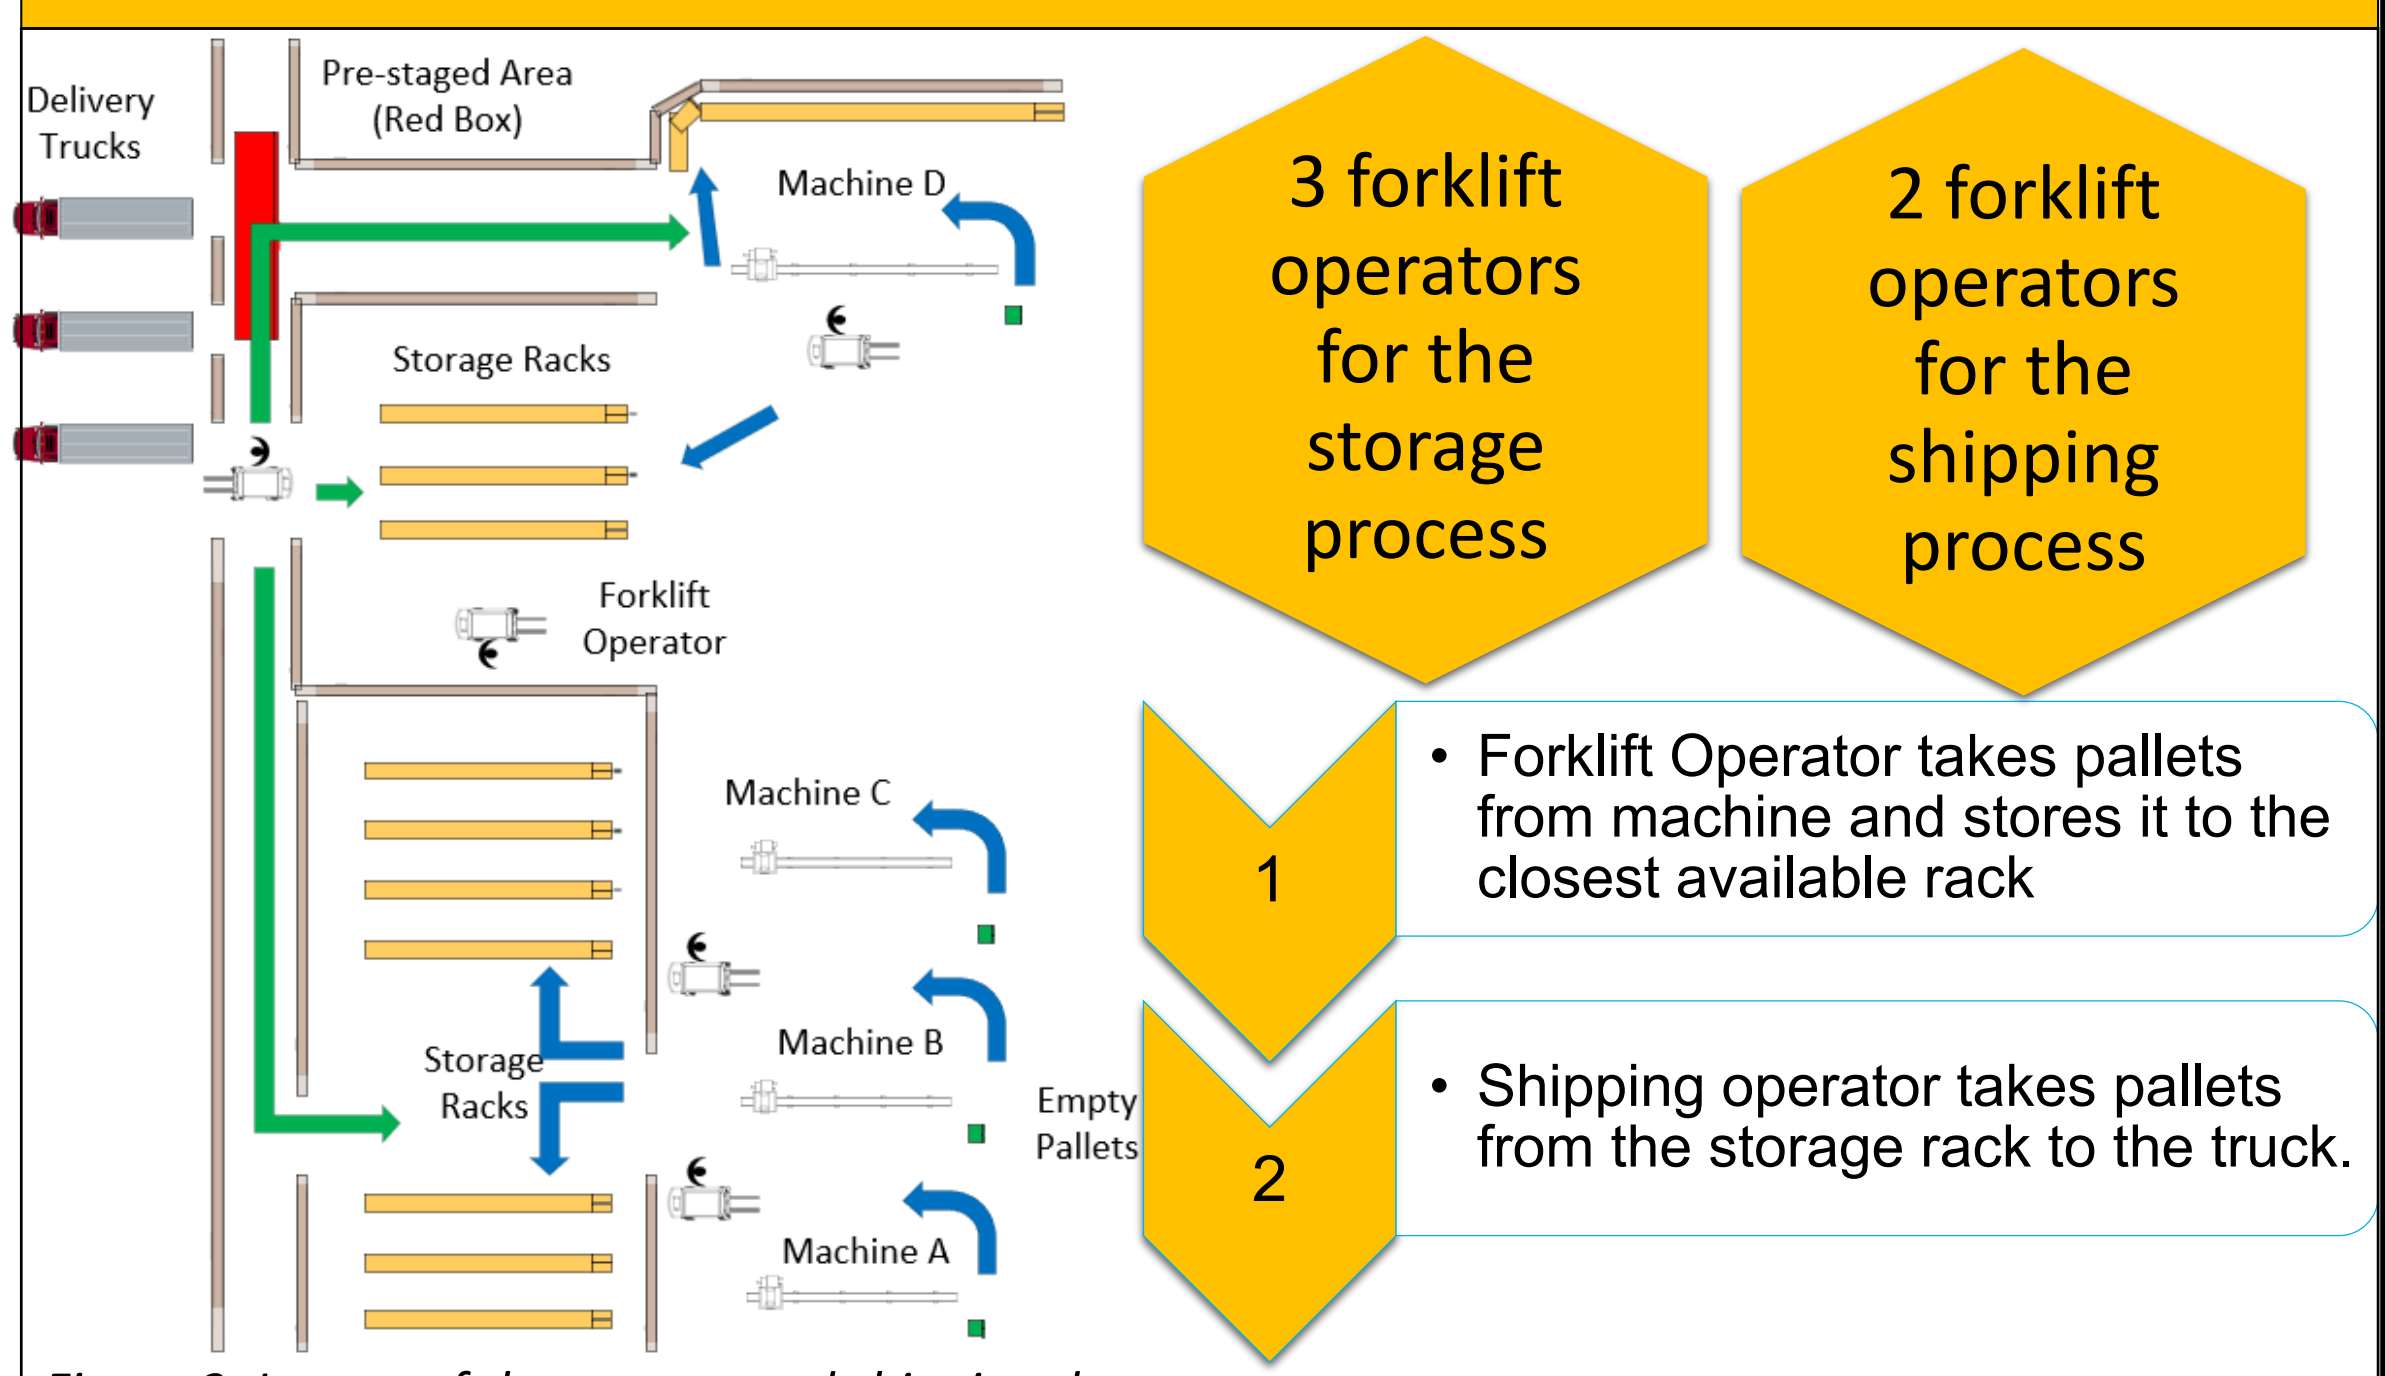 Delivery
Trucks
Pre-staged Area
(Red Box)
Machine D
Storage Racks
Forklift
Operator
Machine C
Machine B
Storage
Racks
Empty
Pallets
Machine A
3 forklift
operators
for the
storage
process
2 forklift
operators
for the
shipping
process
1
• Forklift Operator takes pallets
from machine and stores it to the
closest available rack
2
• Shipping operator takes pallets
from the storage rack to the truck.